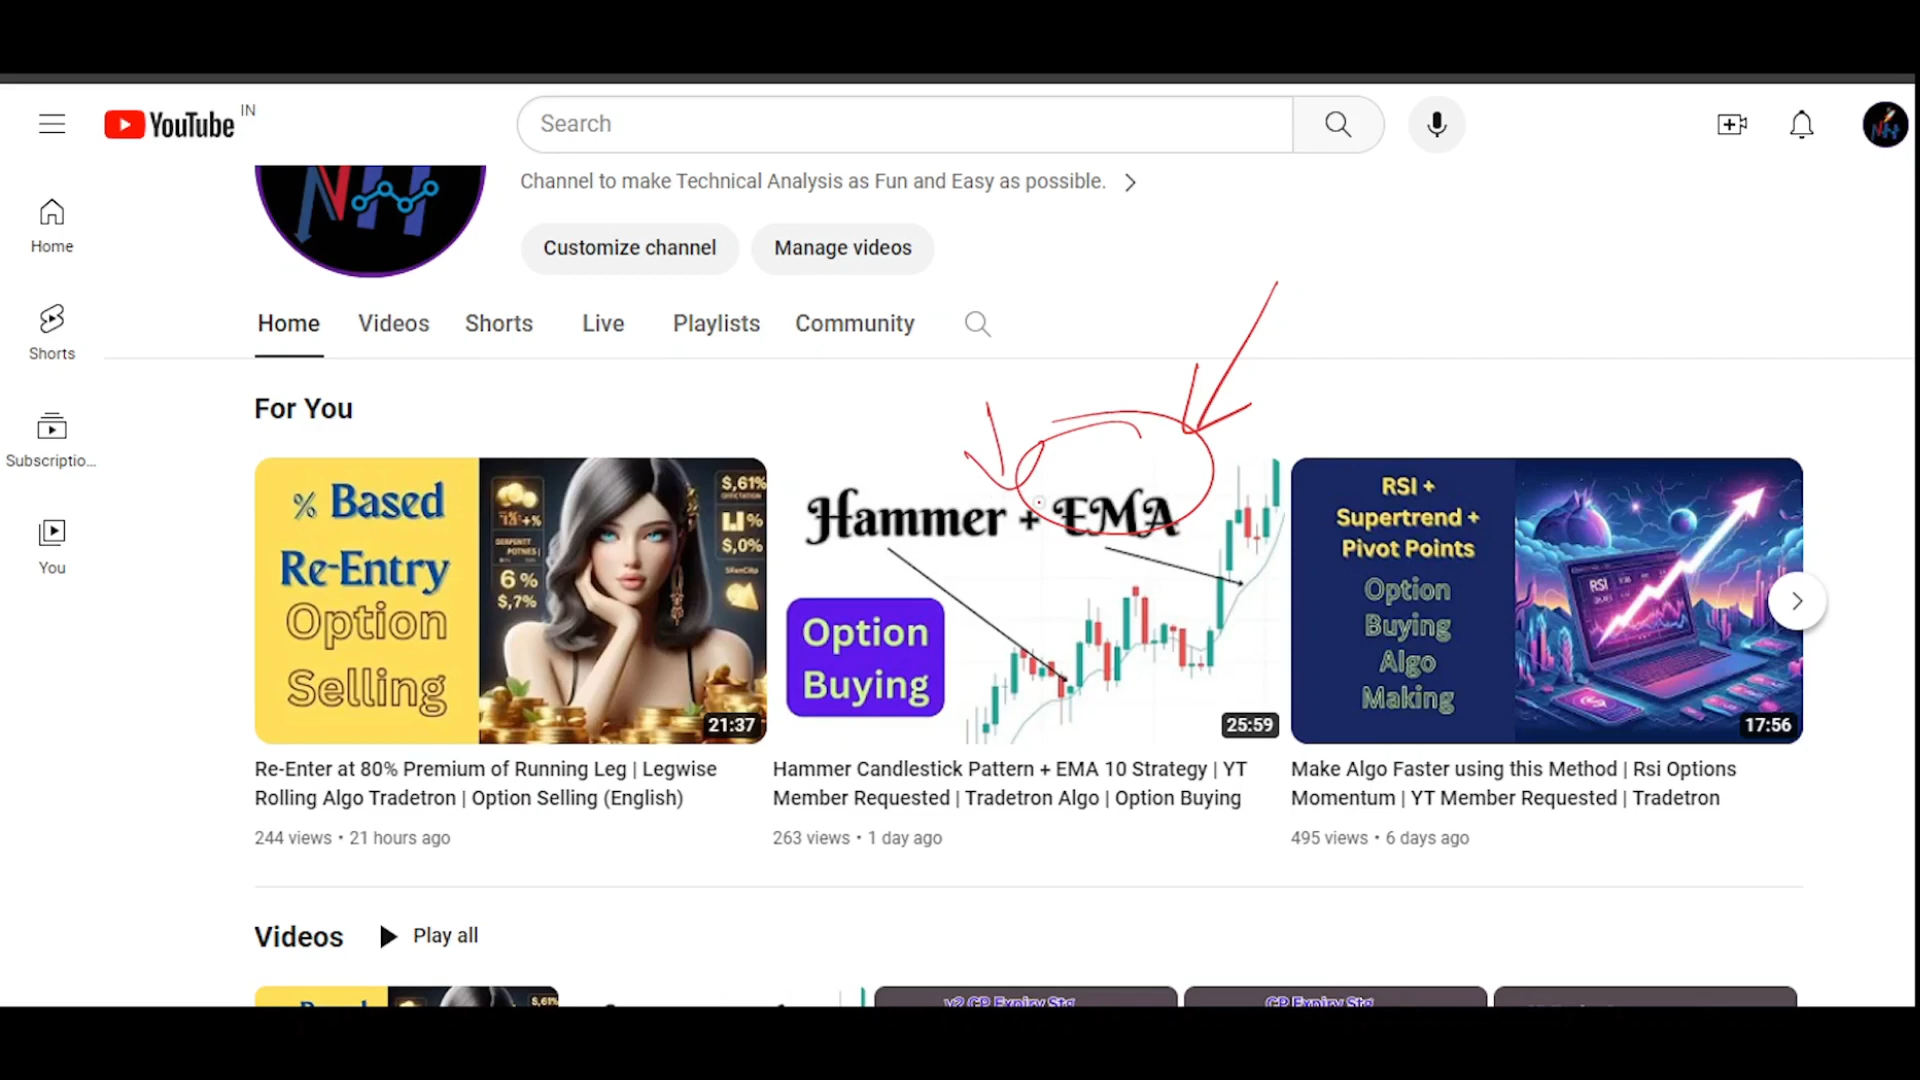 YouTube IN
Search
Channel to make Technical Analysis as Fun and Easy as possible.
Customize channel
Manage videos
Home
Videos
Shorts
Live
Playlists
Community
Home
Shorts
Subscriptio...
You
For You
% Based
Re-Entry
Option
Selling
$,61%
6%
$,7%
$,0%
21:37
Re-Enter at 80% Premium of Running Leg | Legwise
Rolling Algo Tradetron | Option Selling (English)
244 views • 21 hours ago
Hammer + EMA
Option
Buying
25:59
Hammer Candlestick Pattern + EMA 10 Strategy | YT
Member Requested | Tradetron Algo | Option Buying
263 views • 1 day ago
RSI +
Supertrend +
Pivot Points
Option
Buying
Algo
Making
RSI
17:56
Make Algo Faster using this Method | Rsi Options
Momentum | YT Member Requested | Tradetron
495 views • 6 days ago
Videos
Play all